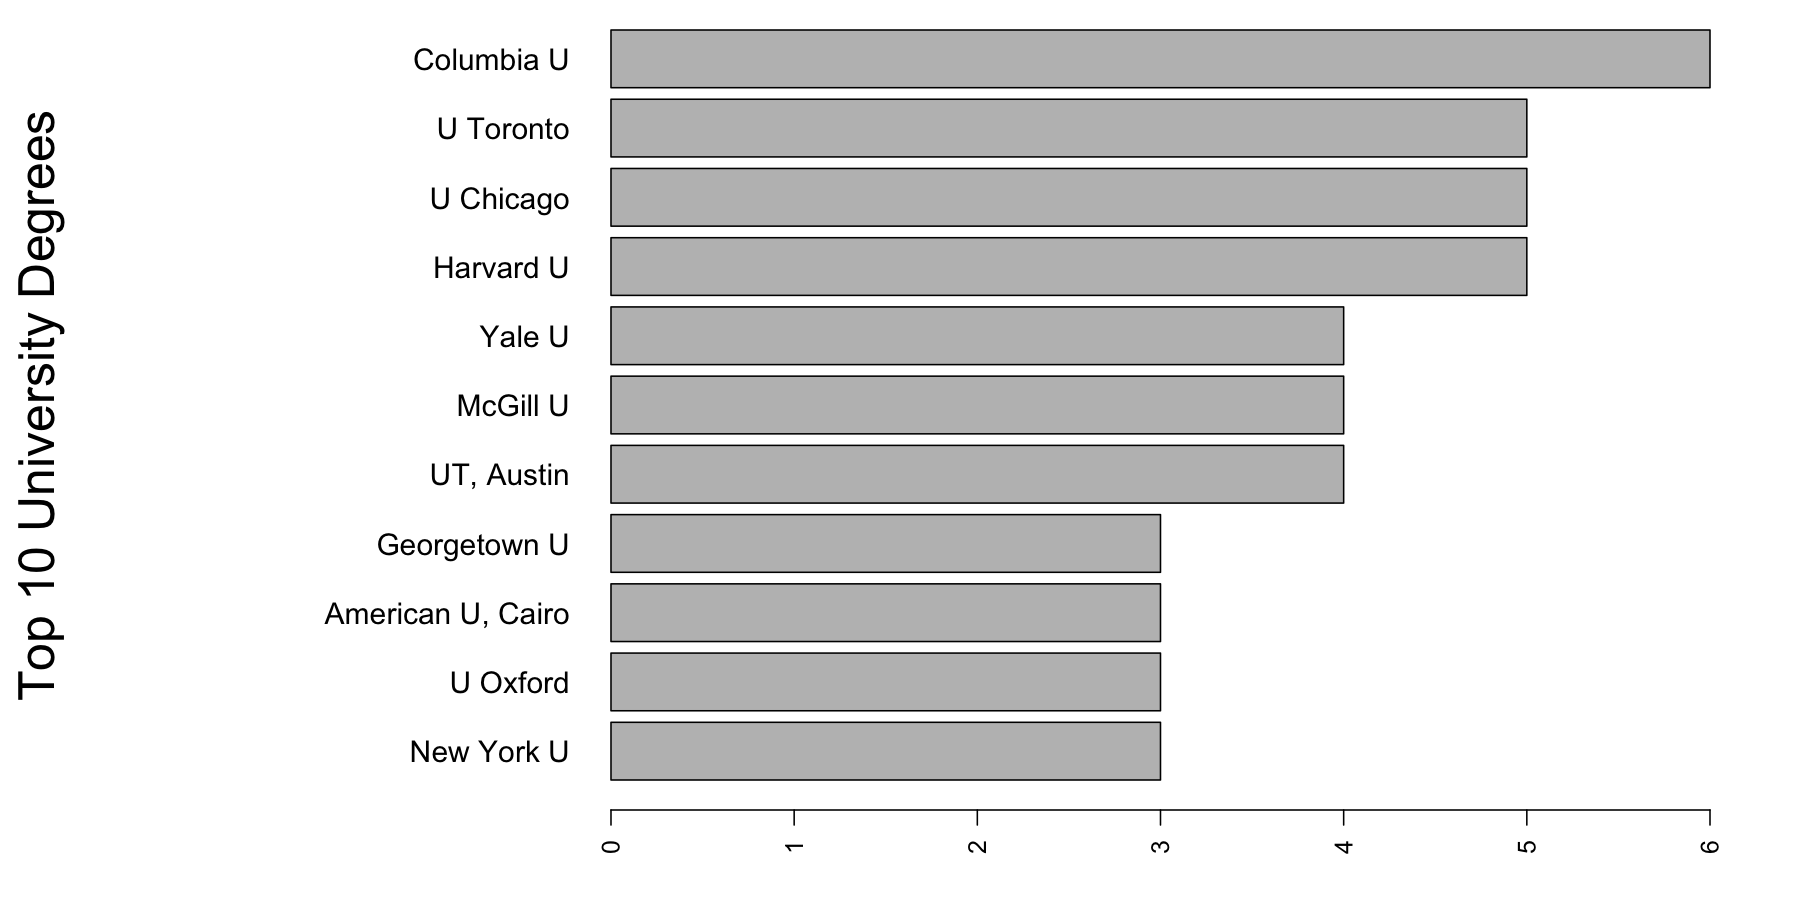 Top 10 University Degrees
Columbia U
U Toronto
U Chicago
Harvard U
Yale U
McGill U
UT, Austin
Georgetown U
American U, Cairo
U Oxford
New York U
0 1 2 3 4 5 6